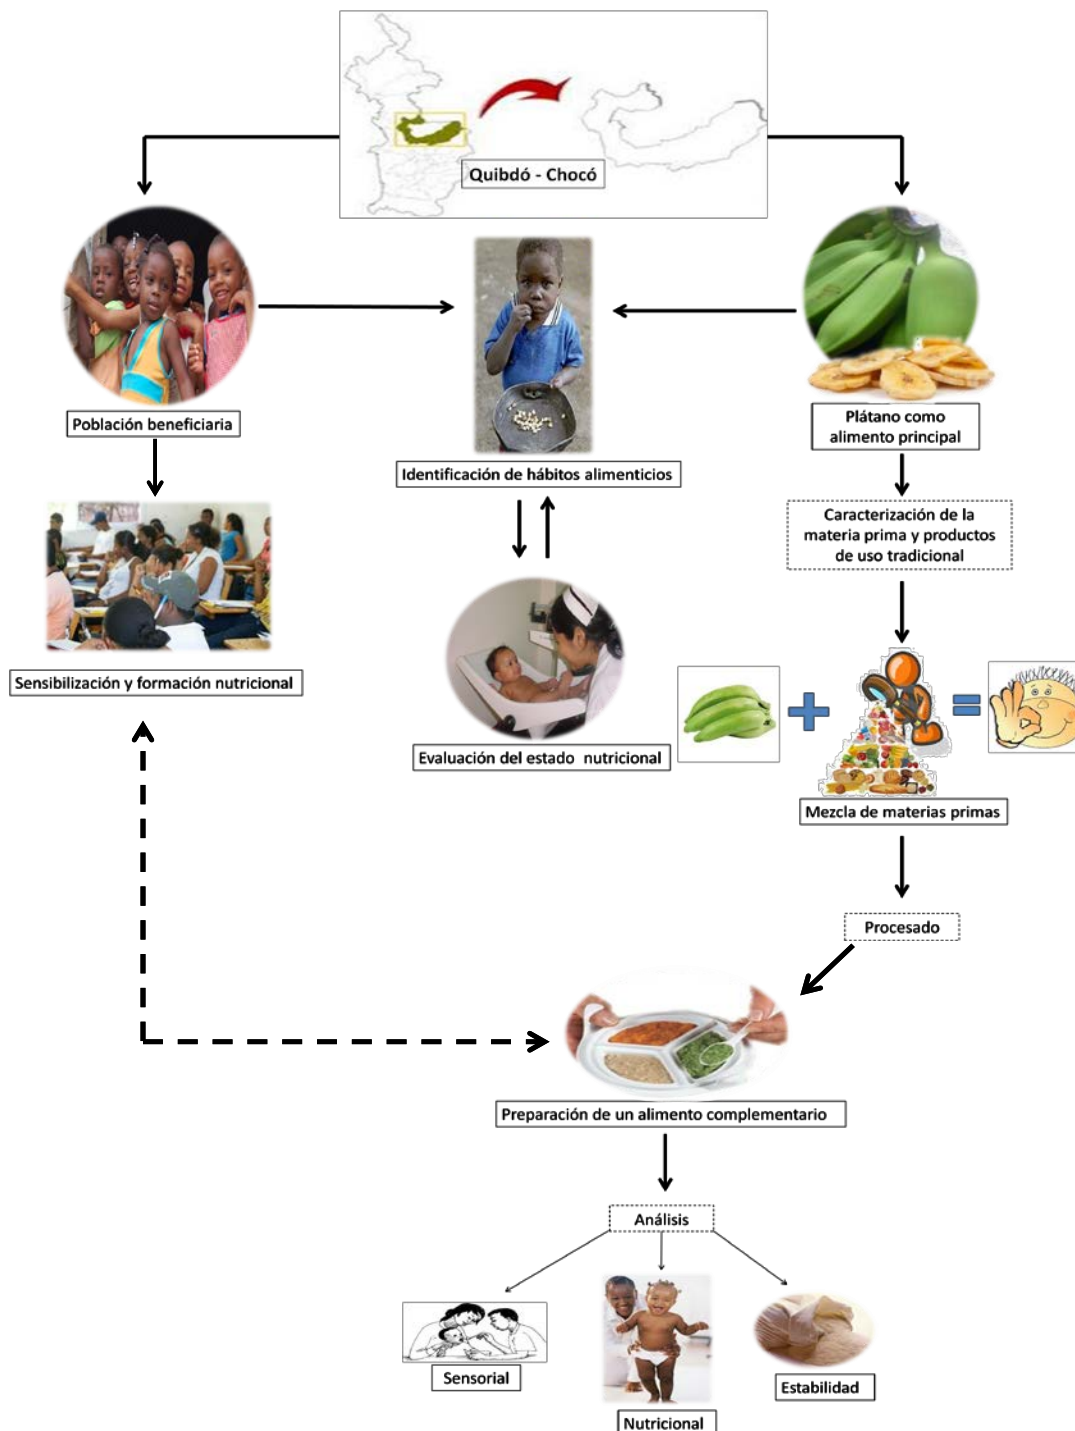 Quibdó - Chocó
Población beneficiaria
Identificación de hábitos alimenticios
Plátano como
alimento principal
Caracterización de la
materia prima y productos
de uso tradicional
Sensibilización y formación nutricional
Evaluación del estado nutricional
Mezcla de materias primas
Procesado
Preparación de un alimento complementario
Análisis
Sensorial
Nutricional
Estabilidad